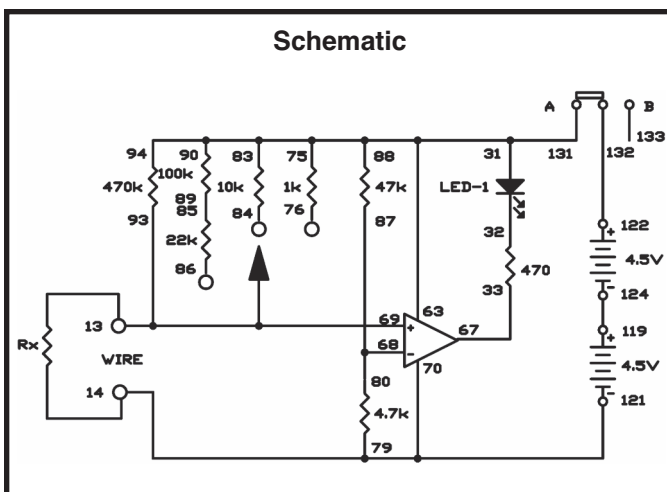 Schematic
A B
133
94 90 83 75 88 31 131 132
100k
470k 10k 1k 47k LED-1
89
93 85 84 76 87
22k 32 122
+
86 4.5V
470 -
33 124
13 69 63 119
+ 67 +
Rx WIRE 68 - 4.5V
70 -
14 80 121
4.7k
79